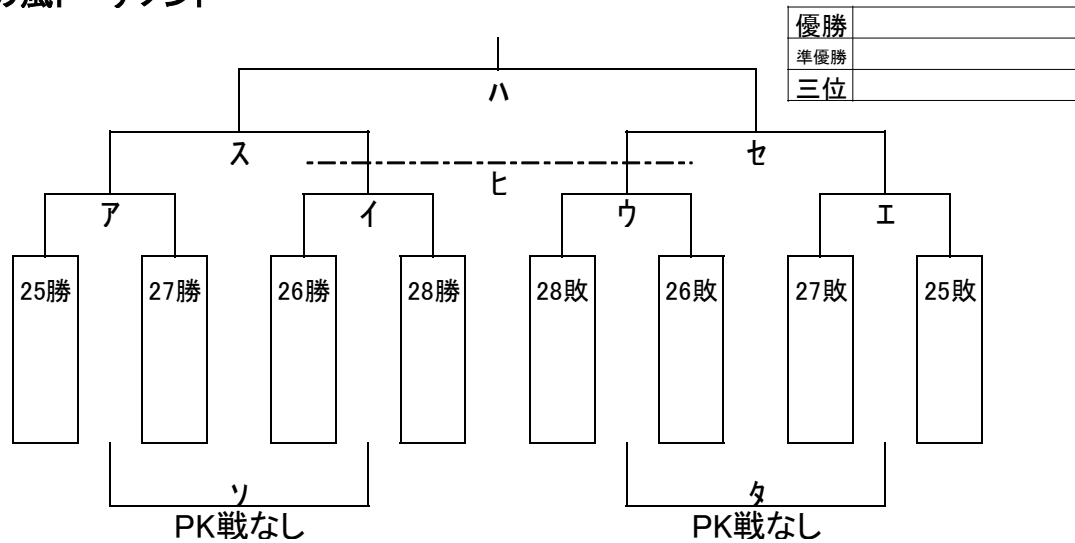 優勝
準優勝
三位
ハ
ス
セ
ヒ
ア
イ
ウ
エ
25勝 27勝 26勝 28勝 28敗 26敗 27敗 25敗
ソ
タ
PK戦なし
PK戦なし